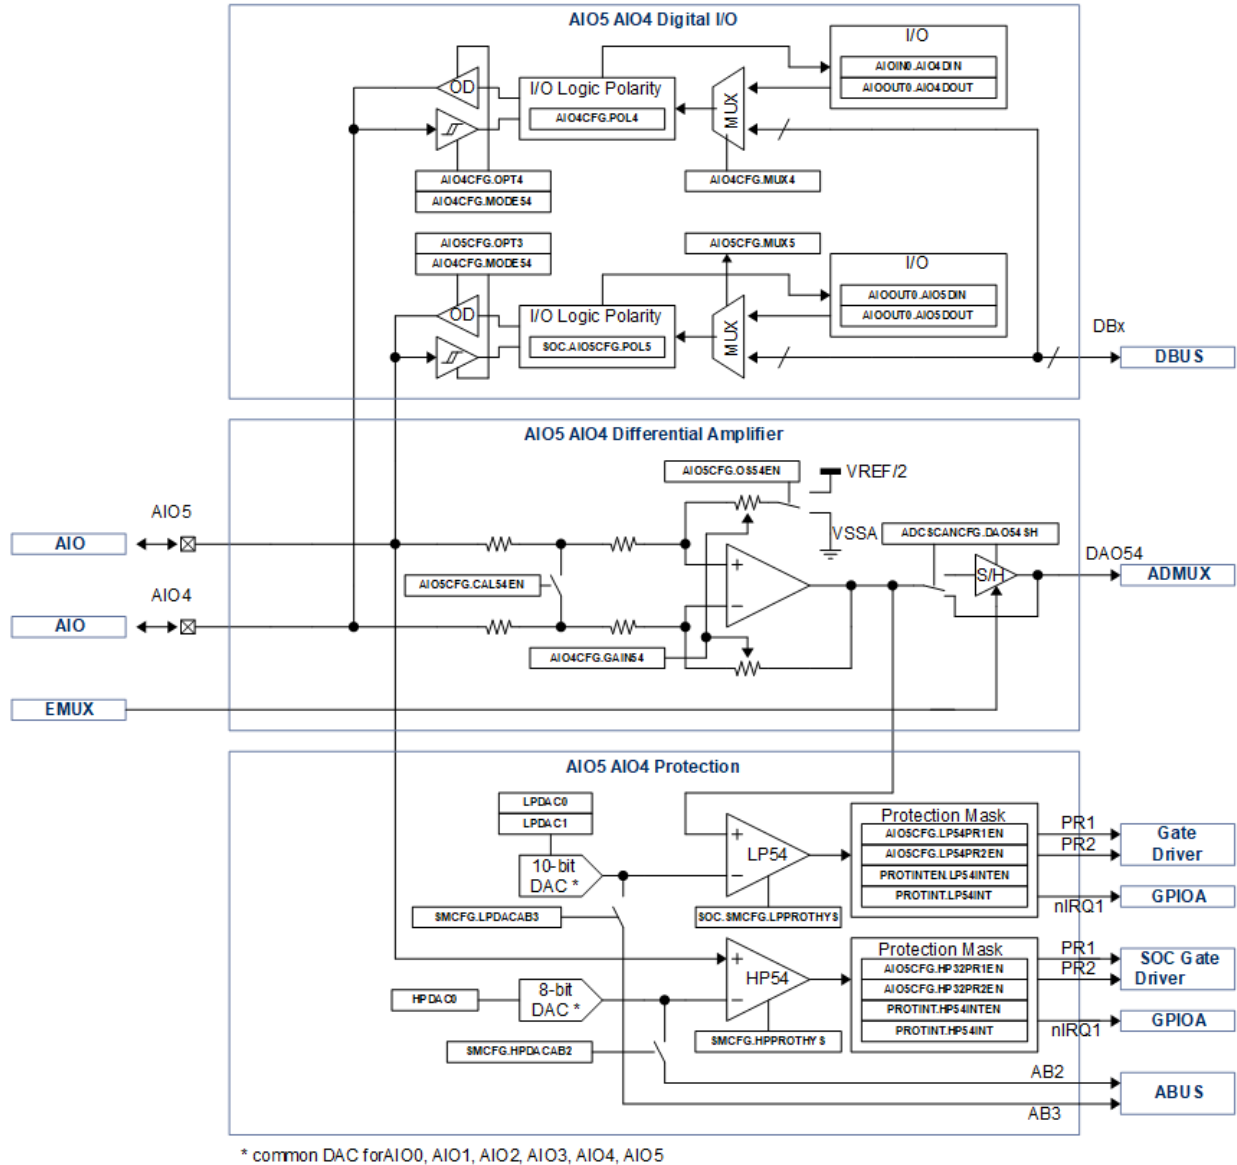 AIO5 AIO4 Digital I/O
I/O
AIOIN0.AIO4DIN
AIOOUT0.AIO4DOUT
OD
I/O Logic Polarity
AIO4CFG.POL4
MUX
AIO4CFG.OPT4
AIO4CFG.MODE54
AIO4CFG.MUX4
AIO5CFG.OPT3
AIO4CFG.MODE54
AIO5CFG.MUX5
I/O
AIOOUT0.AIO5DIN
AIOOUT0.AIO5DOUT
OD
I/O Logic Polarity
SOC.AIO5CFG.POL5
MUX
DBx
DBUS
AIO5 AIO4 Differential Amplifier
AIO5CFG.OS54EN
VREF/2
VSSA
AIO5
AIO
ADCSCANCFG.DAO54SH
+
AIO5CFG.CAL54EN
S/H
DAO54
ADMUX
AIO4
AIO
−
AIO4CFG.GAIN54
EMUX
AIO5 AIO4 Protection
LPDAC0
LPDAC1
10-bit
DAC *
+
LP54
−
Protection Mask
AIO5CFG.LP54PR1EN
AIO5CFG.LP54PR2EN
PROTINTEN.LP54INTEN
PROTINT.LP54INT
PR1
PR2
Gate
Driver
nIRQ1
GPIOA
SMCFG.LPDACAB3
SOC.SMCFG.LPPROTHYS
HPDAC0
8-bit
DAC *
+
HP54
−
Protection Mask
AIO5CFG.HP32PR1EN
AIO5CFG.HP32PR2EN
PROTINT.HP54INTEN
PROTINT.HP54INT
PR1
PR2
SOC Gate
Driver
nIRQ1
GPIOA
SMCFG.HPDACAB2
SMCFG.HPPROTHYS
AB2
AB3
ABUS
* common DAC forAIO0, AIO1, AIO2, AIO3, AIO4, AIO5